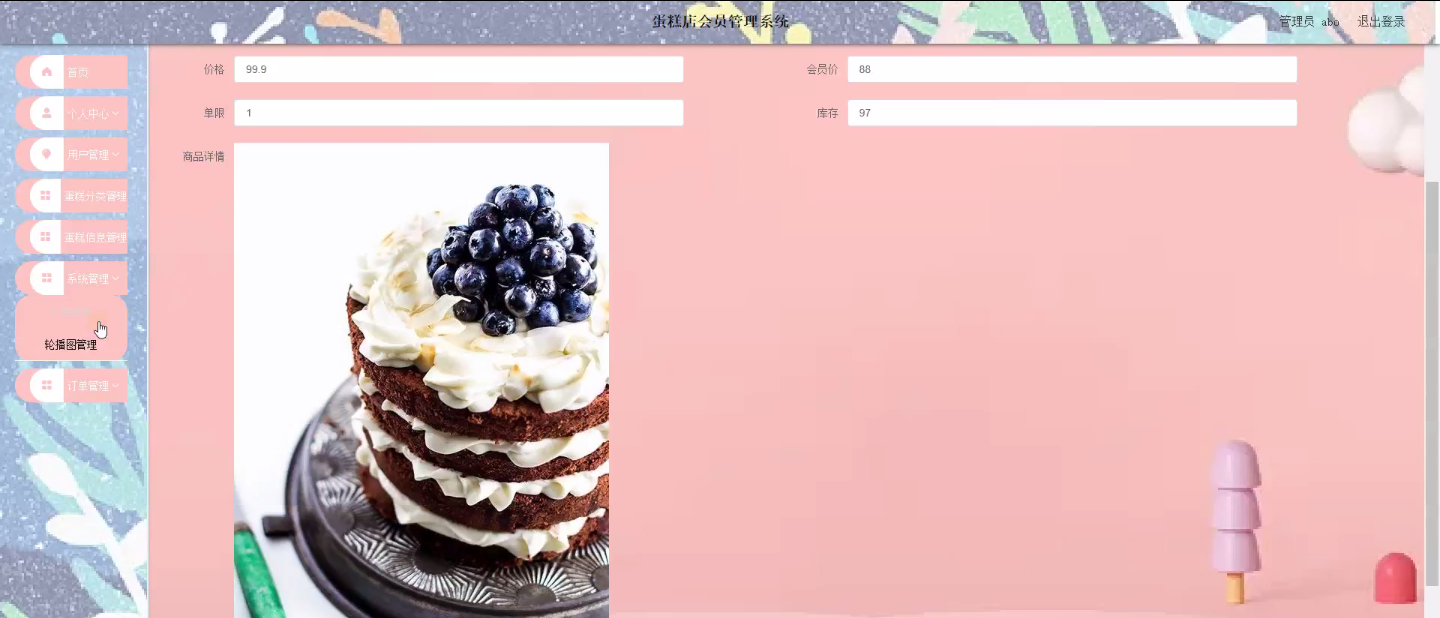 蛋糕店会员管理系统
管理员 abo 退出登录
首页
个人中心
用户管理
蛋糕分类管理
蛋糕信息管理
系统管理
轮播图管理
订单管理
价格 99.9 会员价 88
单限 1 库存 97
商品详情